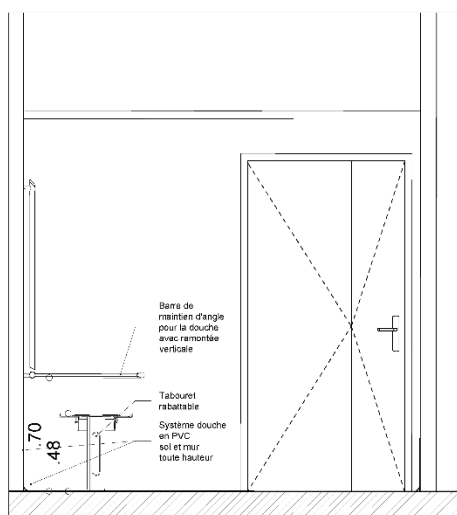 Barre de
maintien d'angle
pour la douche
avec remontée
verticale
Tabouret
rabattable
Système douche
en PVC
sol et mur
toute hauteur
.70
.48